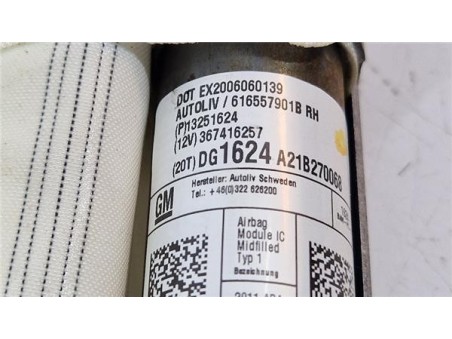 DOT EX2006060139
AUTOLIV / 616557901B RH
(P)13251624
(12V) 367416257
(20T) DG1624 A21B270068
GM
Hersteller: Autoliv Schweden
Tel.: +46(0)322 626200
Airbag
Module IC
Midfilled
Typ 1
Bezeichnung